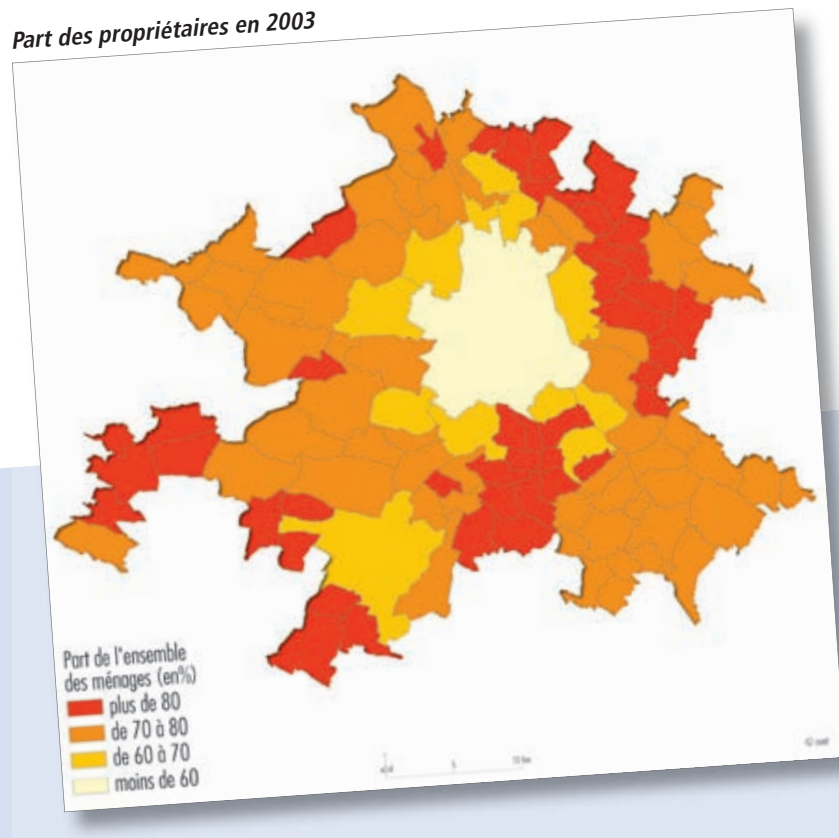 Part des propriétaires en 2003
Part de l'ensemble
des ménages (en%)
plus de 80
de 70 à 80
de 60 à 70
moins de 60